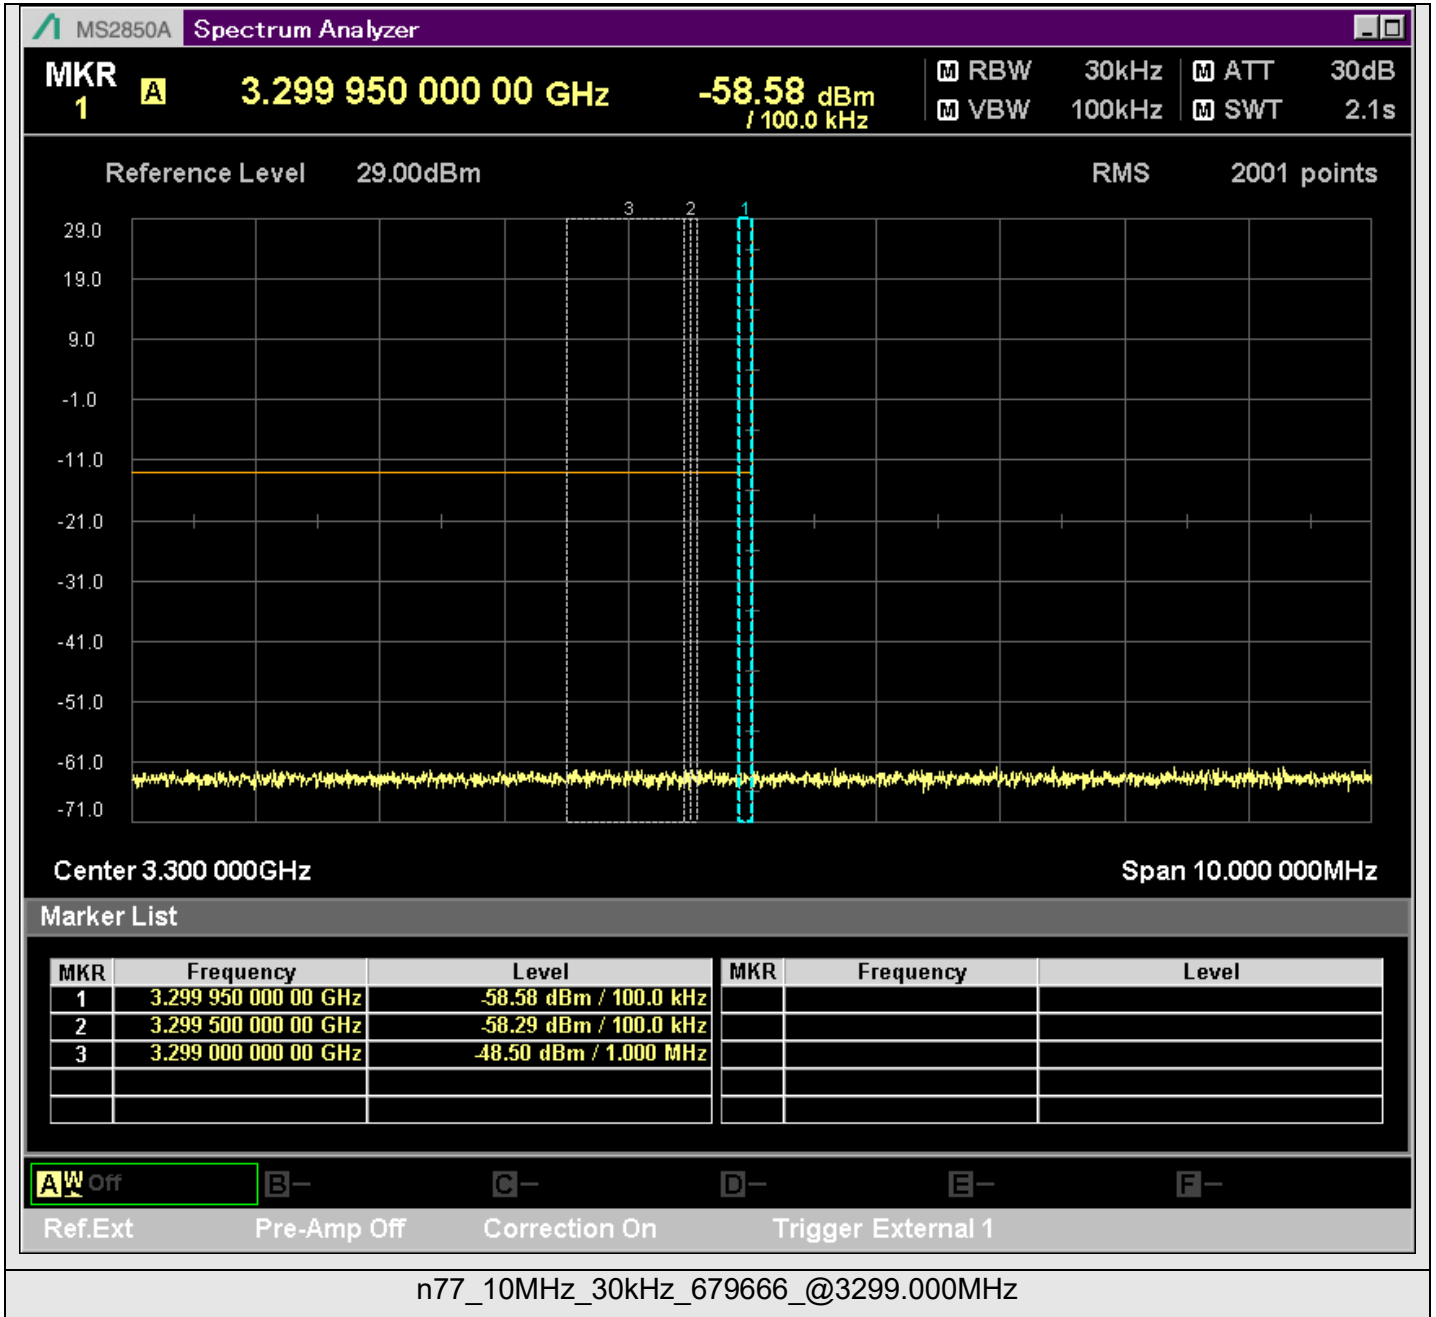 MS2850A Spectrum Analyzer
MKR 1 A 3.299 950 000 00 GHz -58.58 dBm / 100.0 kHz
M RBW 30kHz M ATT 30dB
M VBW 100kHz M SWT 2.1s
Reference Level 29.00dBm RMS 2001 points
3 2 1
29.0
19.0
9.0
-1.0
-11.0
-21.0
-31.0
-41.0
-51.0
-61.0
-71.0
Center 3.300 000GHz Span 10.000 000MHz
Marker List
MKR Frequency Level MKR Frequency Level
1 3.299 950 000 00 GHz -58.58 dBm / 100.0 kHz
2 3.299 500 000 00 GHz -58.29 dBm / 100.0 kHz
3 3.299 000 000 00 GHz -48.50 dBm / 1.000 MHz
A W Off B – C – D – E – F –
Ref.Ext Pre-Amp Off Correction On Trigger External 1
n77_10MHz_30kHz_679666_@3299.000MHz